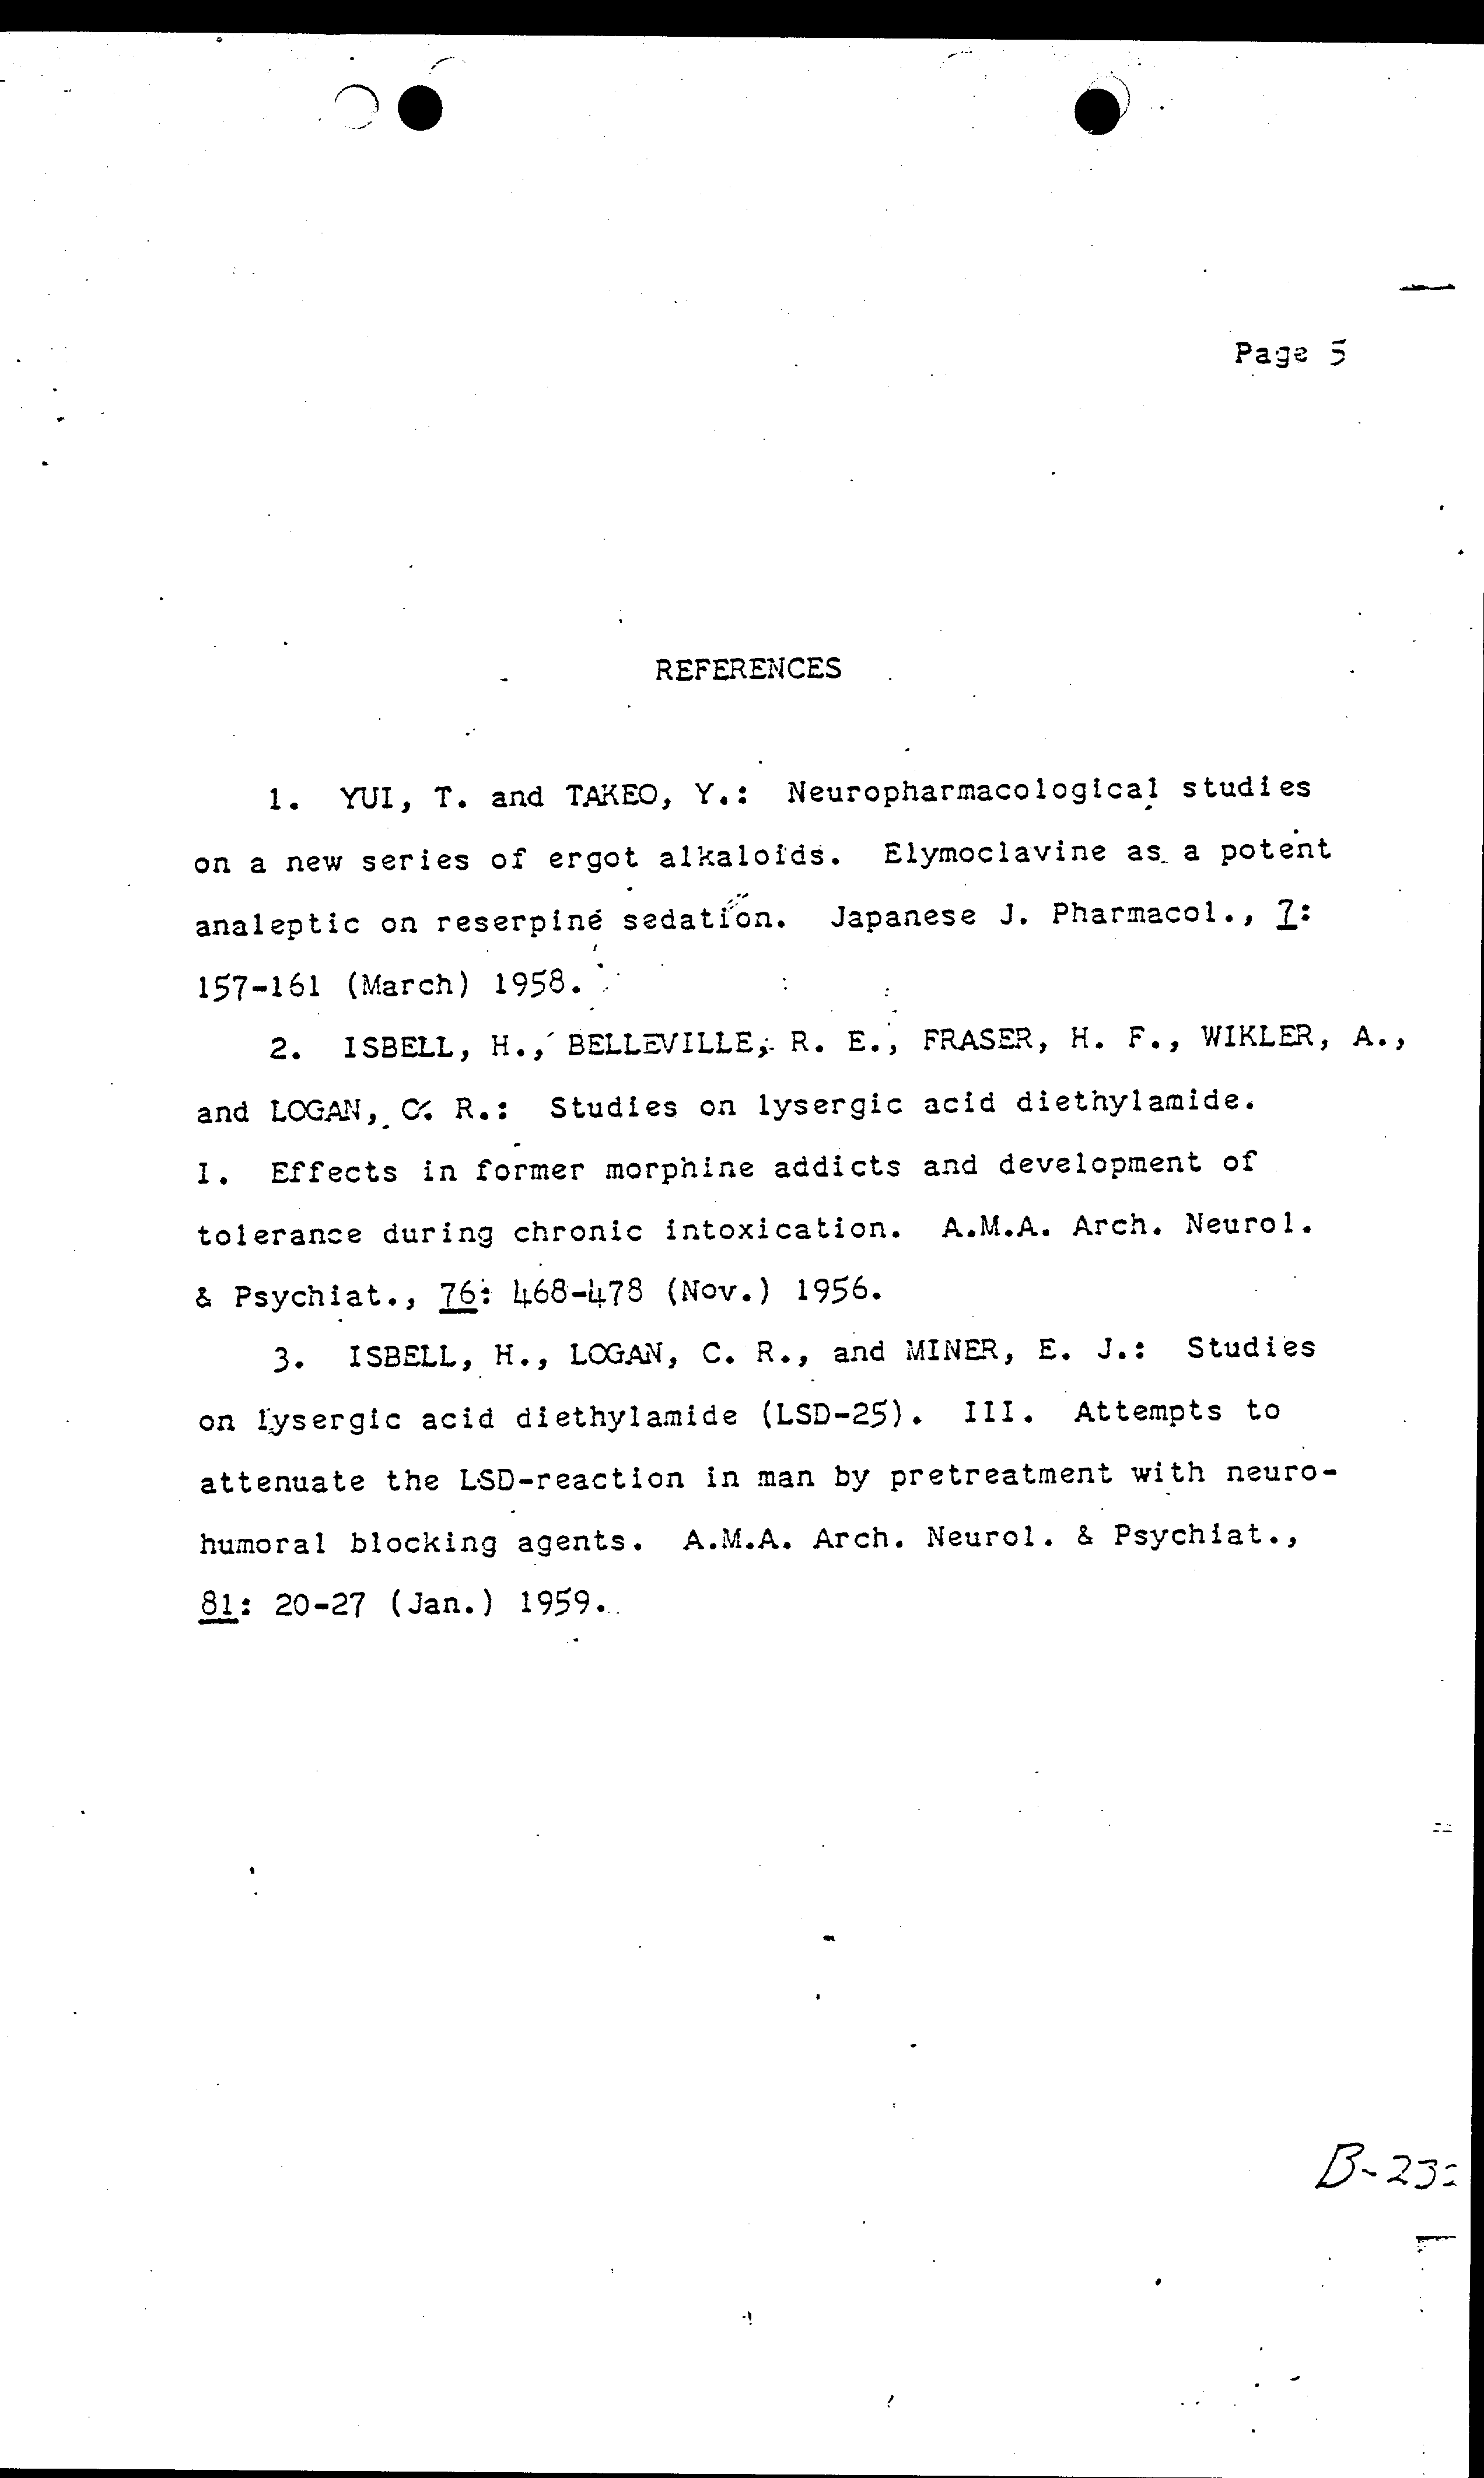 Page 5
REFERENCES
1. YUI, T. and TAKEO, Y.: Neuropharmacological studies
on a new series of ergot alkaloids. Elymoclavine as a potent
analeptic on reserpine sedation. Japanese J. Pharmacol., 7:
157-161 (March) 1958.
2. ISBELL, H., BELLEVILLE, R. E., FRASER, H. F., WIKLER, A.,
and LOGAN, C. R.: Studies on lysergic acid diethylamide.
I. Effects in former morphine addicts and development of
tolerance during chronic intoxication. A.M.A. Arch. Neurol.
& Psychiat., 76: 468-478 (Nov.) 1956.
3. ISBELL, H., LOGAN, C. R., and MINER, E. J.: Studies
on lysergic acid diethylamide (LSD-25). III. Attempts to
attenuate the LSD-reaction in man by pretreatment with neuro-
humoral blocking agents. A.M.A. Arch. Neurol. & Psychiat.,
81: 20-27 (Jan.) 1959.